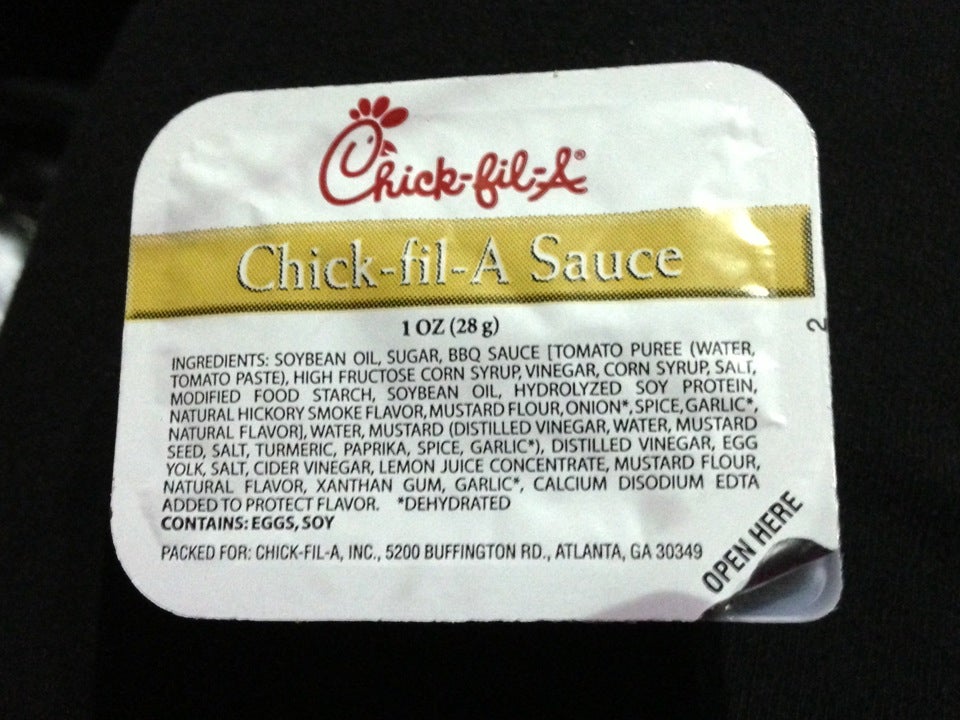 Chick-fil-A®
Chick-fil-A Sauce
1 OZ (28 g)
INGREDIENTS: SOYBEAN OIL, SUGAR, BBQ SAUCE [TOMATO PUREE (WATER,
TOMATO PASTE), HIGH FRUCTOSE CORN SYRUP, VINEGAR, CORN SYRUP, SALT,
MODIFIED FOOD STARCH, SOYBEAN OIL, HYDROLYZED SOY PROTEIN,
NATURAL HICKORY SMOKE FLAVOR, MUSTARD FLOUR, ONION*, SPICE, GARLIC*,
NATURAL FLAVOR], WATER, MUSTARD (DISTILLED VINEGAR, WATER, MUSTARD
SEED, SALT, TURMERIC, PAPRIKA, SPICE, GARLIC*), DISTILLED VINEGAR, EGG
YOLK, SALT, CIDER VINEGAR, LEMON JUICE CONCENTRATE, MUSTARD FLOUR,
NATURAL FLAVOR, XANTHAN GUM, GARLIC*, CALCIUM DISODIUM EDTA
ADDED TO PROTECT FLAVOR. *DEHYDRATED
CONTAINS: EGGS, SOY
PACKED FOR: CHICK-FIL-A, INC., 5200 BUFFINGTON RD., ATLANTA, GA 30349
OPEN HERE
2